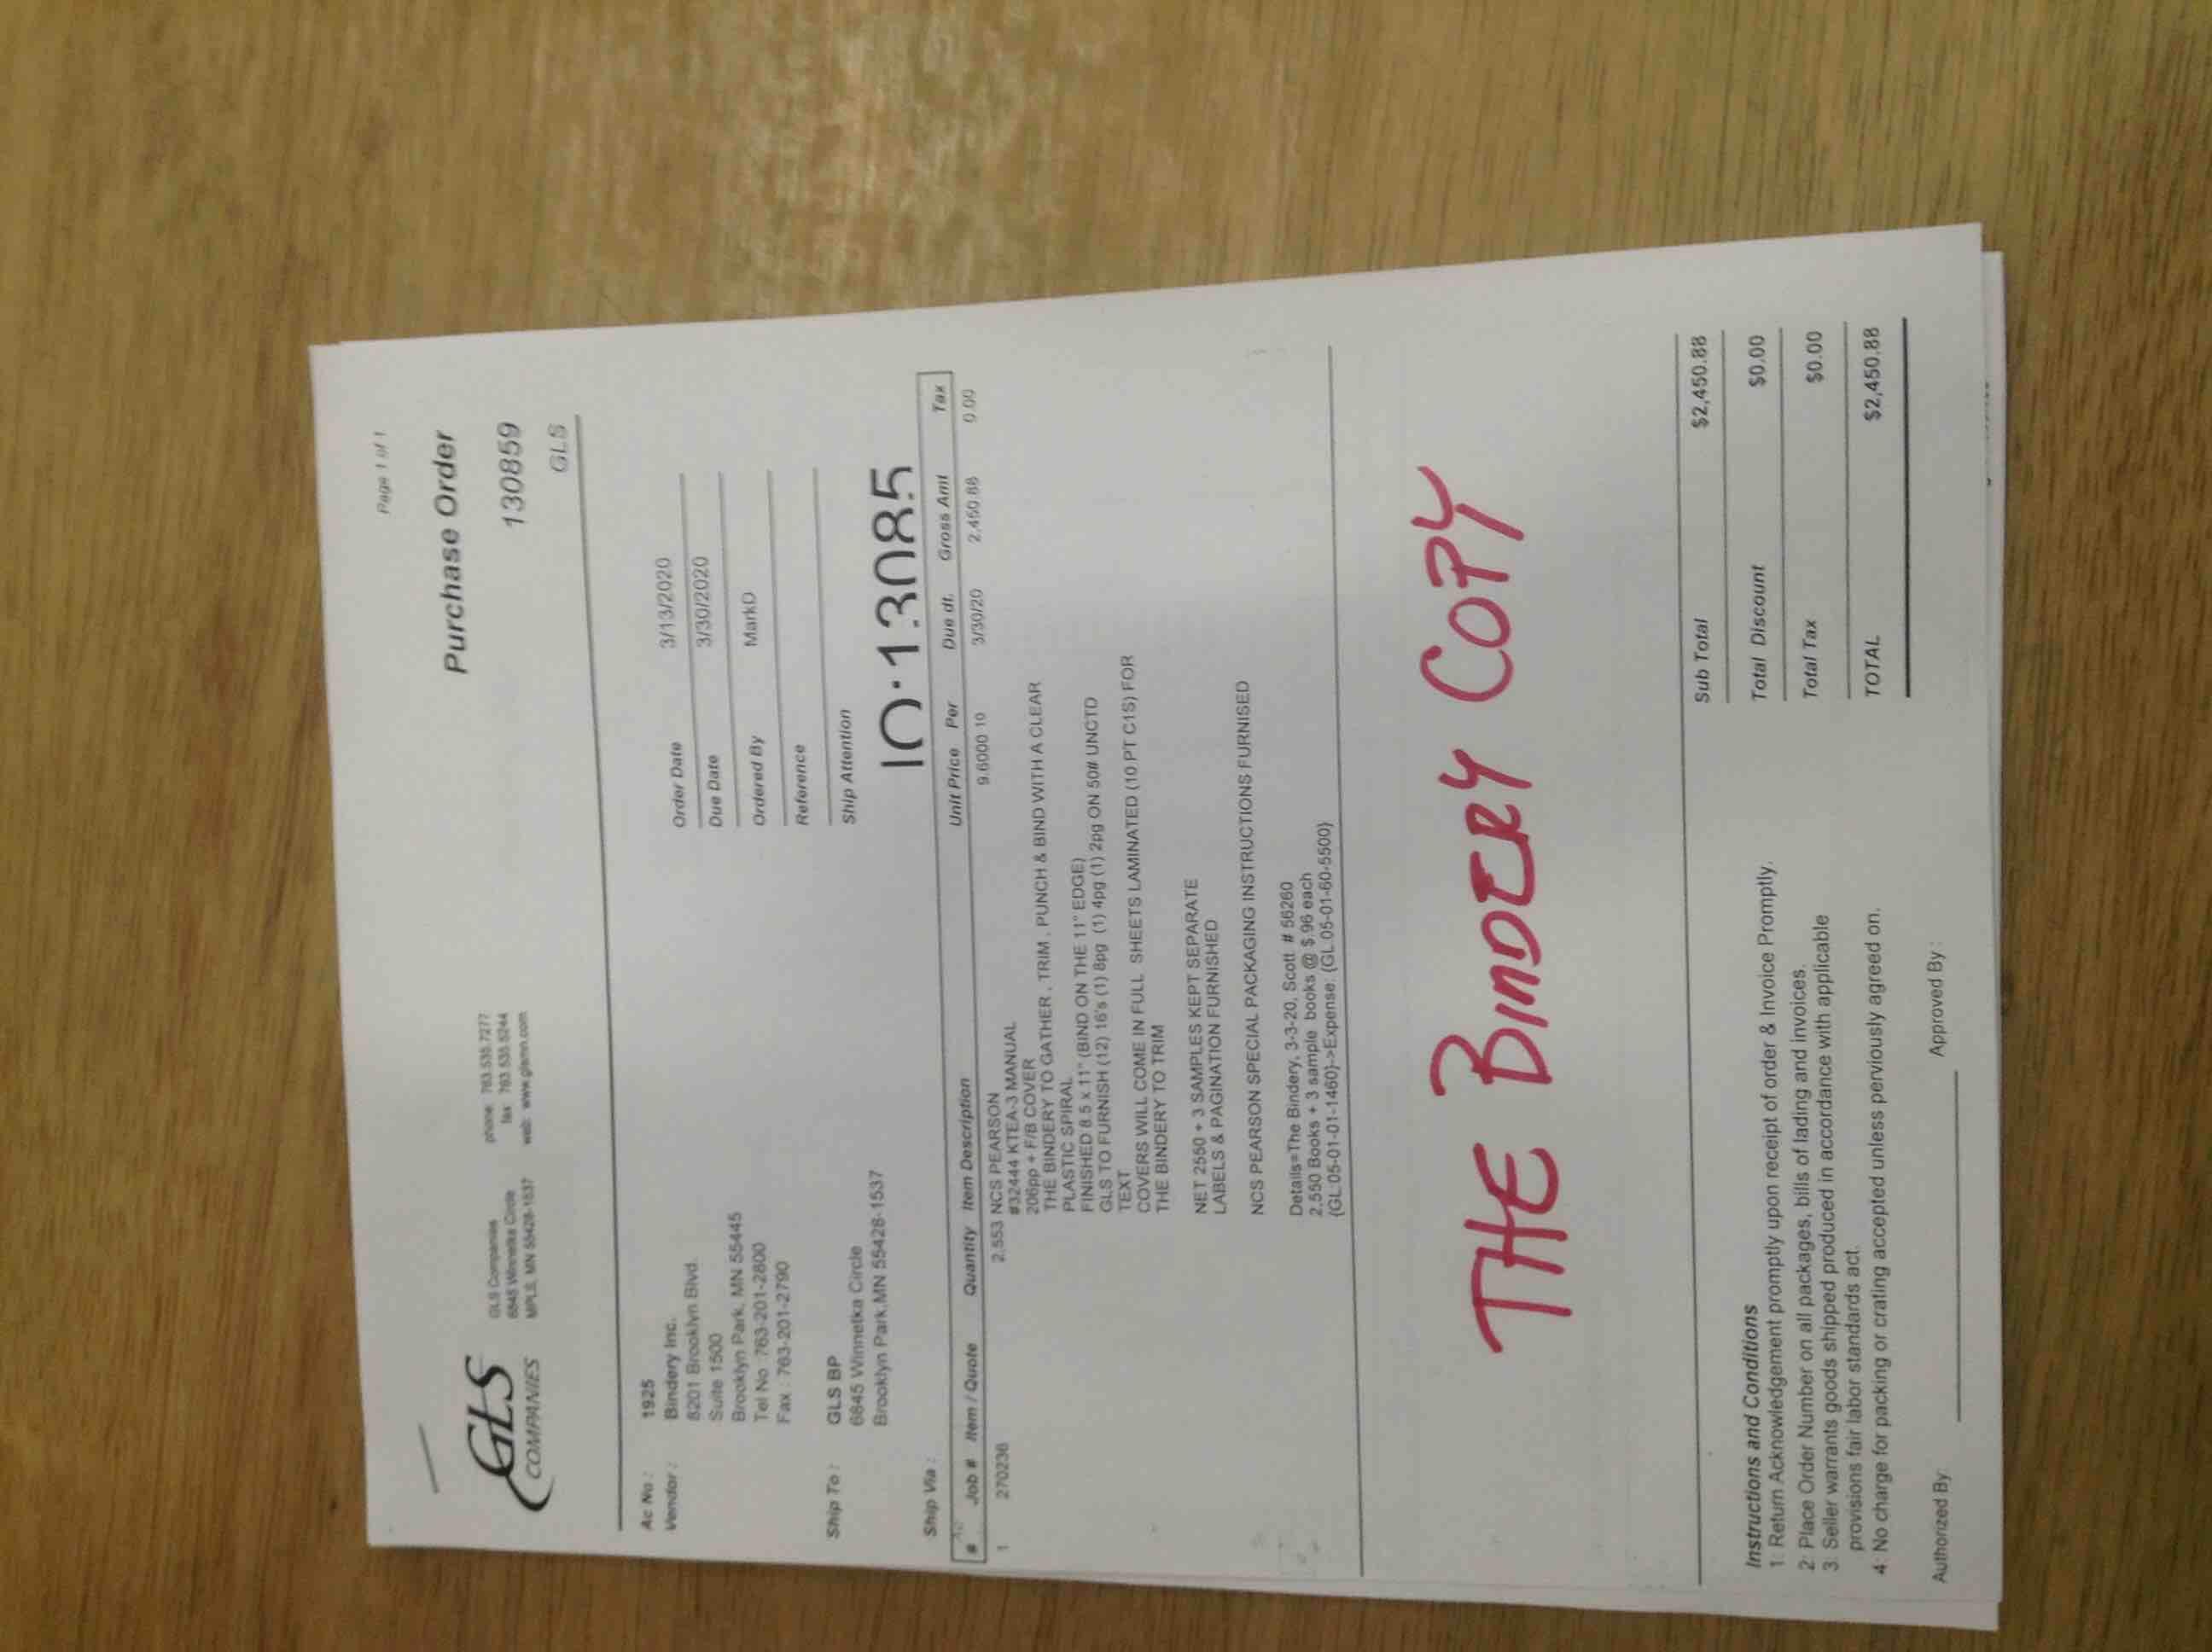 Page 1 of 1
GLS
COMPANIES
GLS Companies
6845 Winnetka Circle
MPLS, MN 55428-1537
phone: 763.535.7277
fax 763.535.5244
web: www.glsmn.com
Purchase Order
130859
GLS
Ac No : 1925
Vendor : Bindery Inc.
8201 Brooklyn Blvd.
Suite 1500
Brooklyn Park, MN 55445
Tel No : 763-201-2800
Fax : 763-201-2790
Order Date 3/13/2020
Due Date 3/30/2020
Ordered By MarkD
Reference
Ship Attention
Ship To : GLS BP
6845 Winnetka Circle
Brooklyn Park,MN 55428-1537
10.13085
Ship Via :
# Job # Item / Quote Quantity Item Description Unit Price Per Due dt. Gross Amt Tax
1 270236 2,553 NCS PEARSON 9.6000 10 3/30/20 2,450.88 0.00
#32444 KTEA-3 MANUAL
206pp + F/B COVER
THE BINDERY TO GATHER , TRIM , PUNCH & BIND WITH A CLEAR
PLASTIC SPIRAL
FINISHED 8.5 x 11" (BIND ON THE 11" EDGE)
GLS TO FURNISH (12) 16's (1) 8pg (1) 4pg (1) 2pg ON 50# UNCTD
TEXT
COVERS WILL COME IN FULL SHEETS LAMINATED (10 PT C1S) FOR
THE BINDERY TO TRIM
NET 2550 + 3 SAMPLES KEPT SEPARATE
LABELS & PAGINATION FURNISHED
NCS PEARSON SPECIAL PACKAGING INSTRUCTIONS FURNISED
Details=The Bindery, 3-3-20, Scott # 56260
2,550 Books + 3 sample books @ $.96 each
{GL:05-01-01-1460}->Expense: {GL:05-01-60-5500}
THE BINDERY COPY
Sub Total $2,450.88
Total Discount $0.00
Total Tax $0.00
TOTAL $2,450.88
Instructions and Conditions
1: Return Acknowledgement promptly upon receipt of order & Invoice Promptly.
2: Place Order Number on all packages, bills of lading and invoices.
3: Seller warrants goods shipped produced in accordance with applicable
provisions fair labor standards act.
4: No charge for packing or crating accepted unless perviously agreed on.
Authorized By: Approved By :